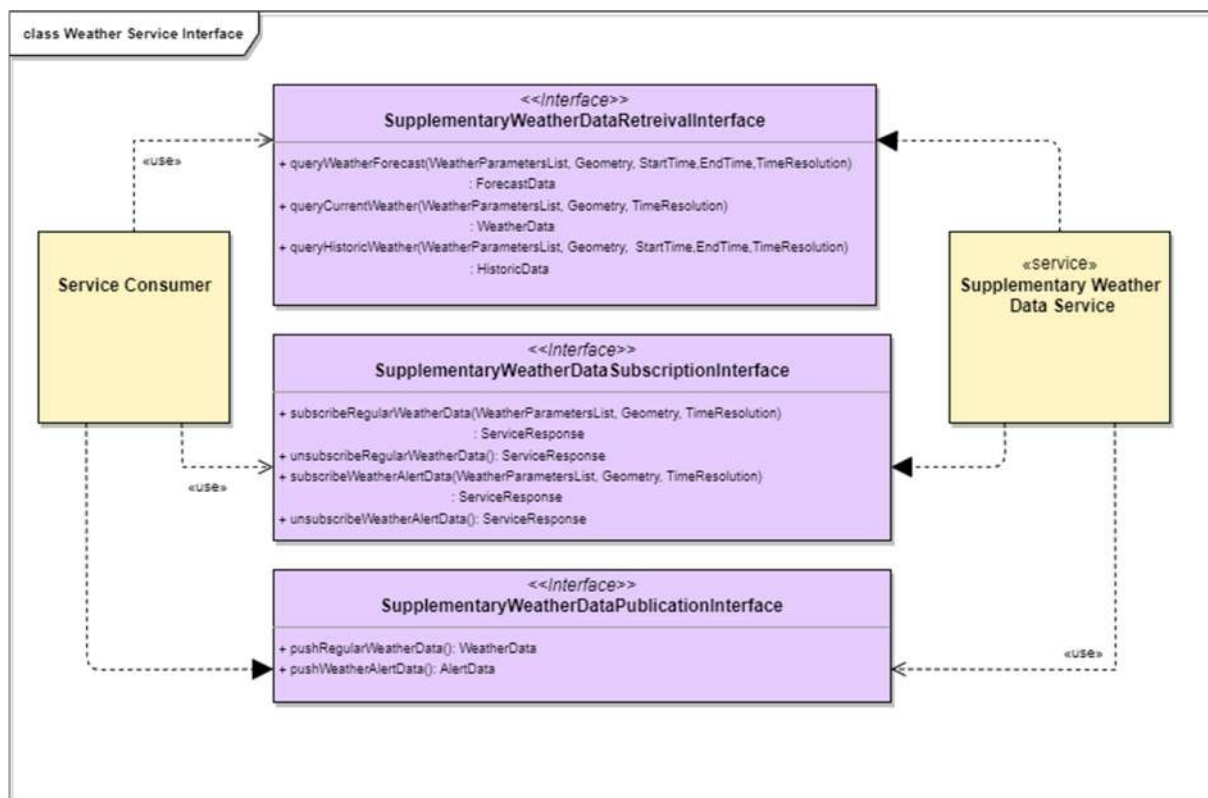 class Weather Service Interface
<<Interface>>
SupplementaryWeatherDataRetreivalInterface
+ queryWeatherForecast(WeatherParametersList, Geometry, StartTime,EndTime,TimeResolution)
: ForecastData
+ queryCurrentWeather(WeatherParametersList, Geometry, TimeResolution)
: WeatherData
+ queryHistoricWeather(WeatherParametersList, Geometry, StartTime,EndTime,TimeResolution)
: HistoricData
«use»
Service Consumer
«service»
Supplementary Weather
Data Service
<<Interface>>
SupplementaryWeatherDataSubscriptionInterface
+ subscribeRegularWeatherData(WeatherParametersList, Geometry, TimeResolution)
: ServiceResponse
+ unsubscribeRegularWeatherData(): ServiceResponse
+ subscribeWeatherAlertData(WeatherParametersList, Geometry, TimeResolution)
: ServiceResponse
+ unsubscribeWeatherAlertData(): ServiceResponse
«use»
<<Interface>>
SupplementaryWeatherDataPublicationInterface
+ pushRegularWeatherData(): WeatherData
+ pushWeatherAlertData(): AlertData
«use»